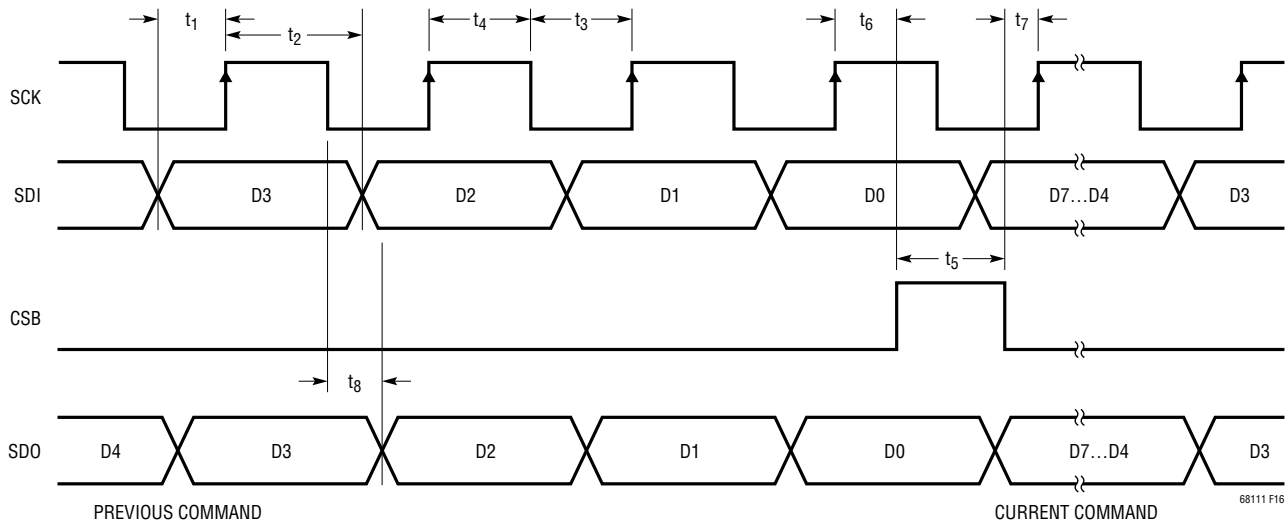 t1 t2 t4 t3 t6 t7
SCK
SDI D3 D2 D1 D0 D7...D4 D3
t5
CSB
t8
SDO D4 D3 D2 D1 D0 D7...D4 D3
68111 F16
PREVIOUS COMMAND CURRENT COMMAND